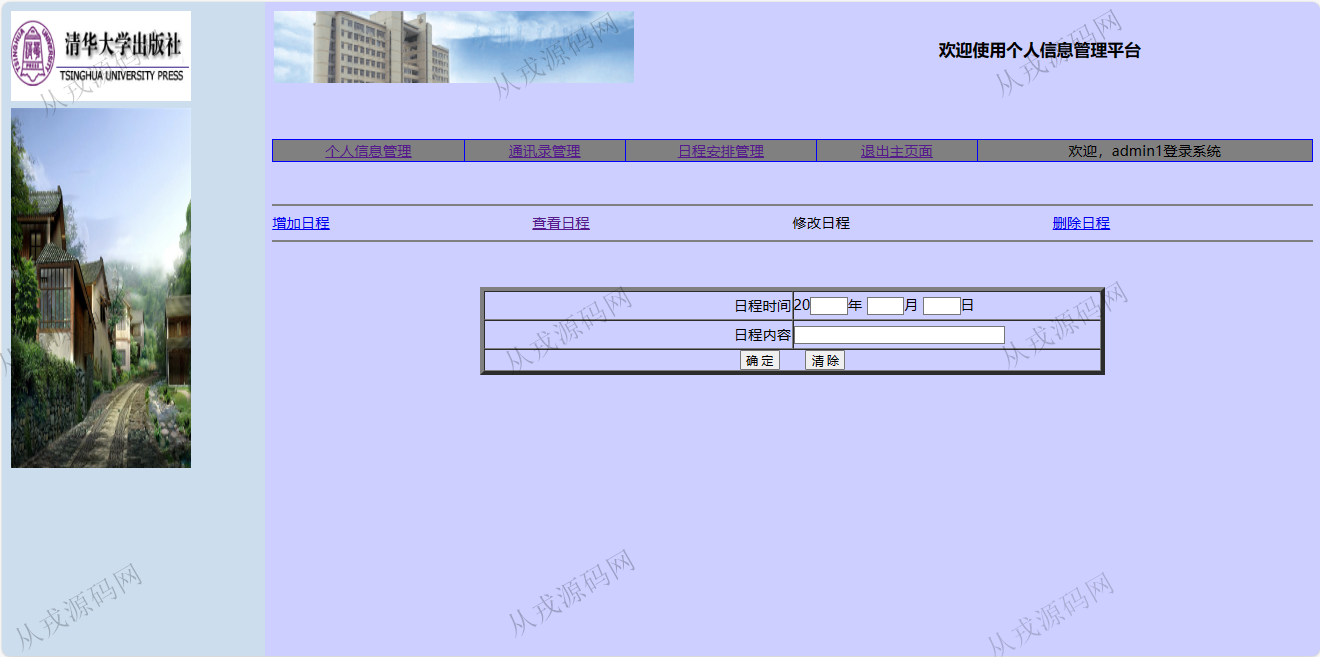 清华大学出版社
TSINGHUA UNIVERSITY PRESS
欢迎使用个人信息管理平台
个人信息管理 通讯录管理 日程安排管理 退出主页面 欢迎，admin1登录系统
增加日程 查看日程 修改日程 删除日程
日程时间 20 年 月 日
日程内容
确 定 清 除
从戎源码网
从戎源码网
从戎源码网
从戎源码网
从戎源码网
从戎源码网
从戎源码网
从戎源码网